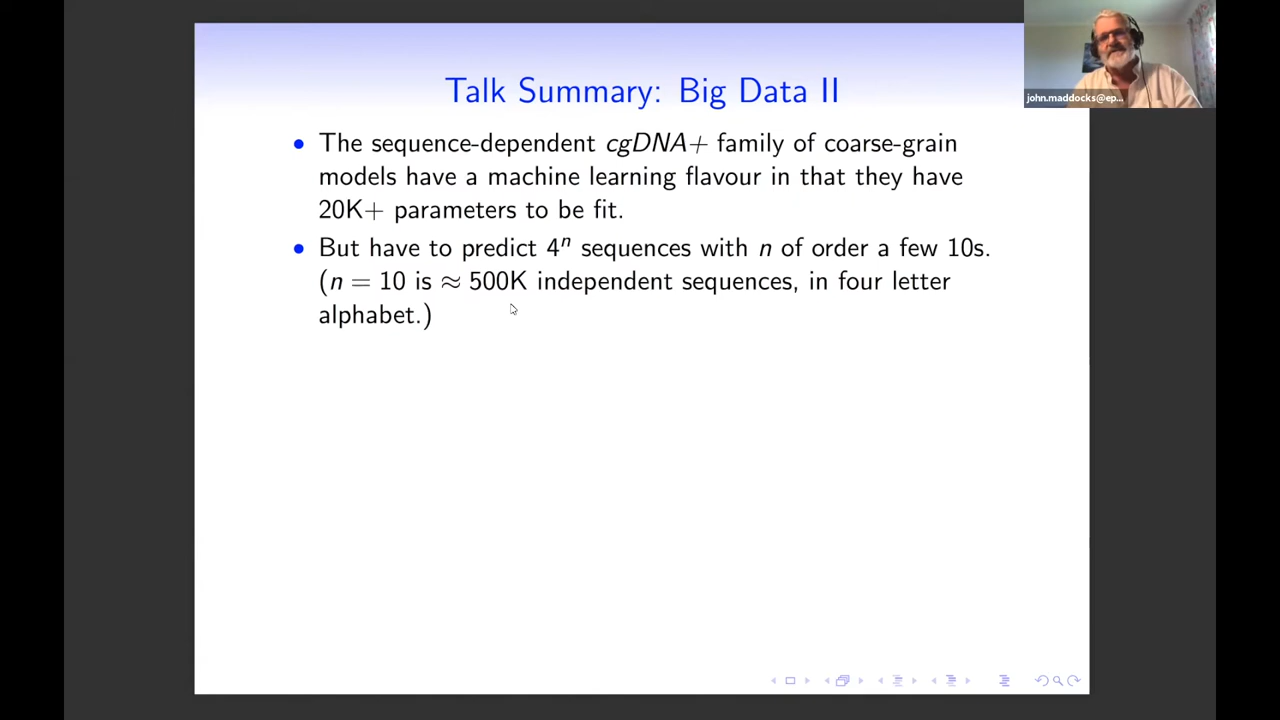 Talk Summary: Big Data II
john.maddocks@ep...
• The sequence-dependent cgDNA+ family of coarse-grain
models have a machine learning flavour in that they have
20K+ parameters to be fit.
• But have to predict 4ⁿ sequences with n of order a few 10s.
(n = 10 is ≈ 500K independent sequences, in four letter
alphabet.)